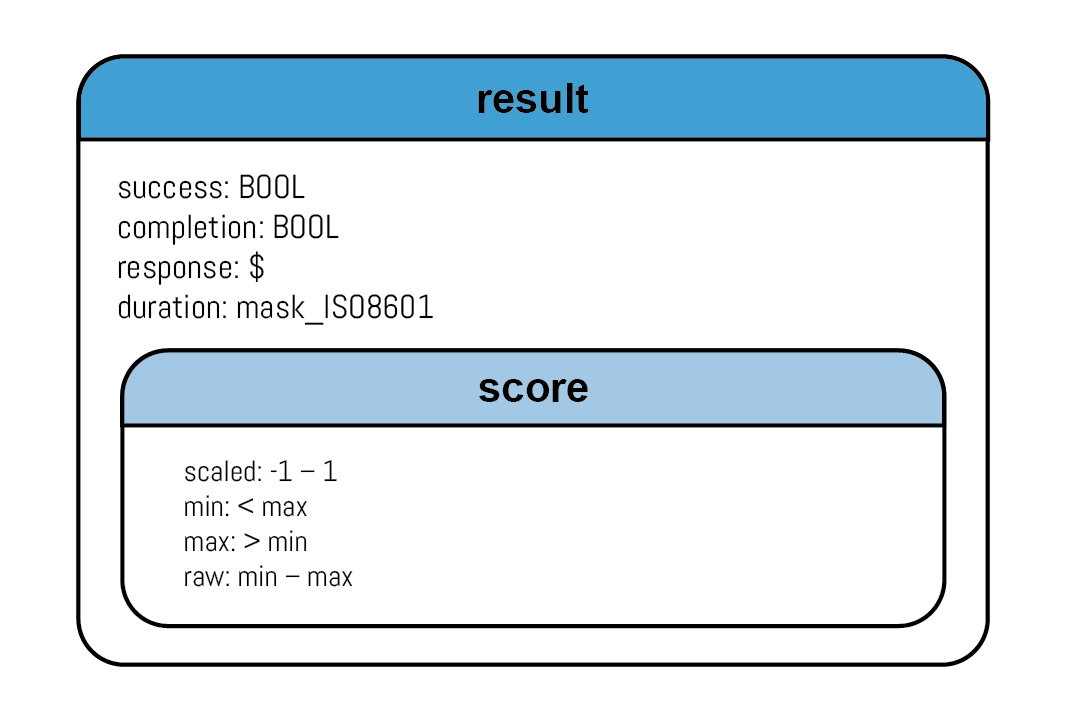 result
success: BOOL
completion: BOOL
response: $
duration: mask_ISO8601
score
scaled: -1 – 1
min: < max
max: > min
raw: min – max